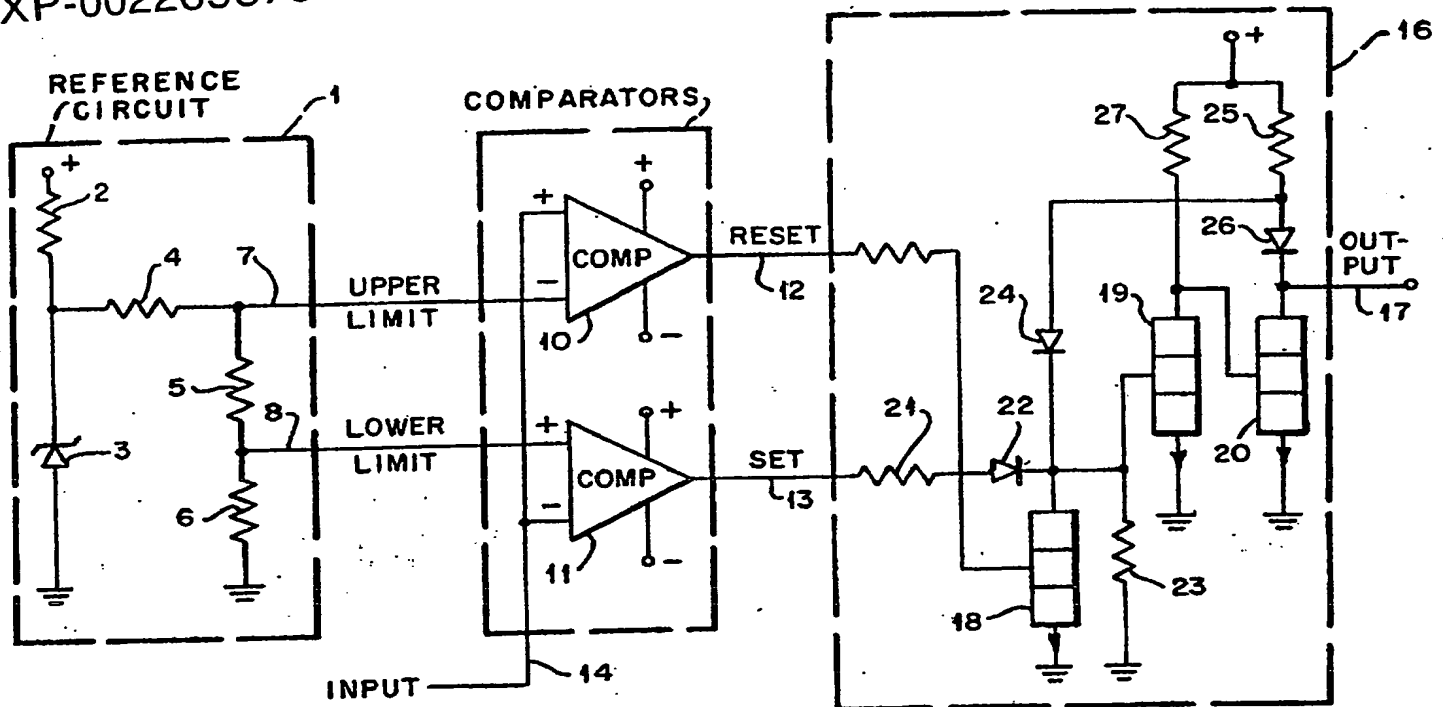 REFERENCE
CIRCUIT
1
+
2
4
7
3
5
8
6
UPPER
LIMIT
LOWER
LIMIT
COMPARATORS
+
+
COMP
-
10
-
+
+
COMP
-
11
-
INPUT
14
RESET
12
SET
13
16
+
27
25
26
OUT-
PUT
17
24
19
20
21
22
18
23